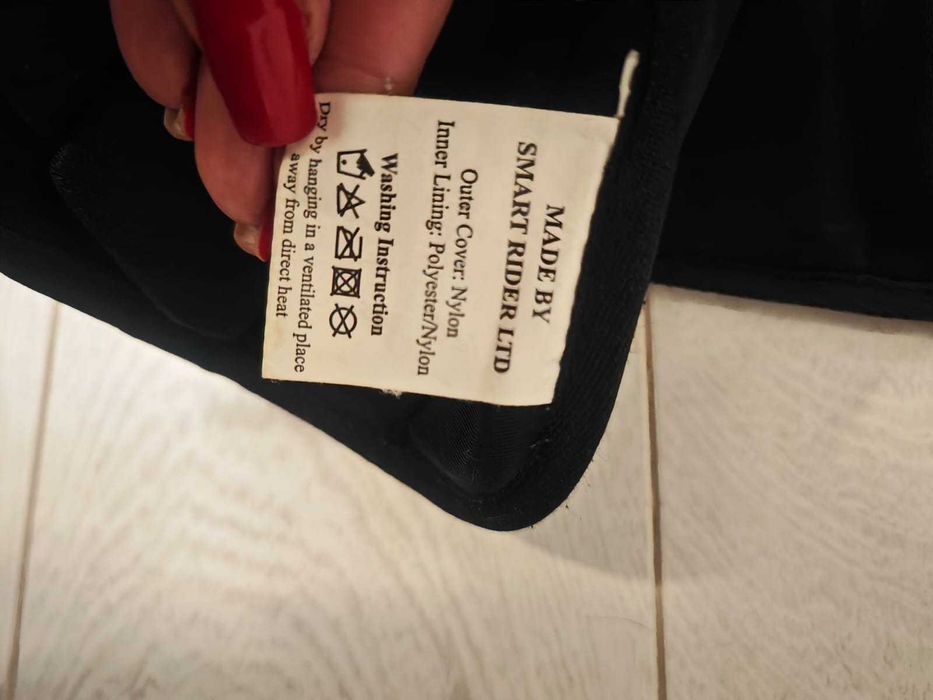 MADE BY
SMART RIDER LTD
Outer Cover: Nylon
Inner Lining: Polyester/Nylon
Washing Instruction
Dry by hanging in a ventilated place
away from direct heat